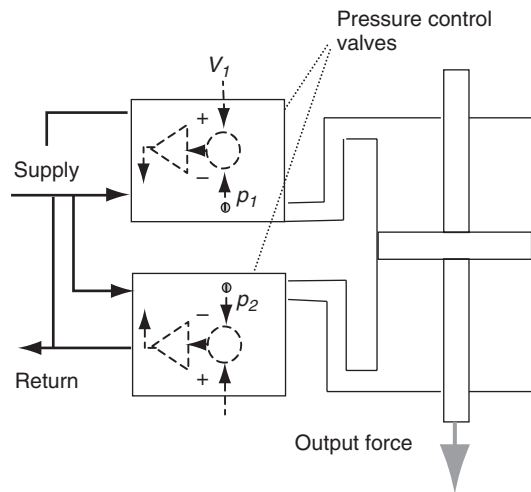 Pressure control
valves
V1
+
Supply
−
p1
p2
−
+
Return
Output force